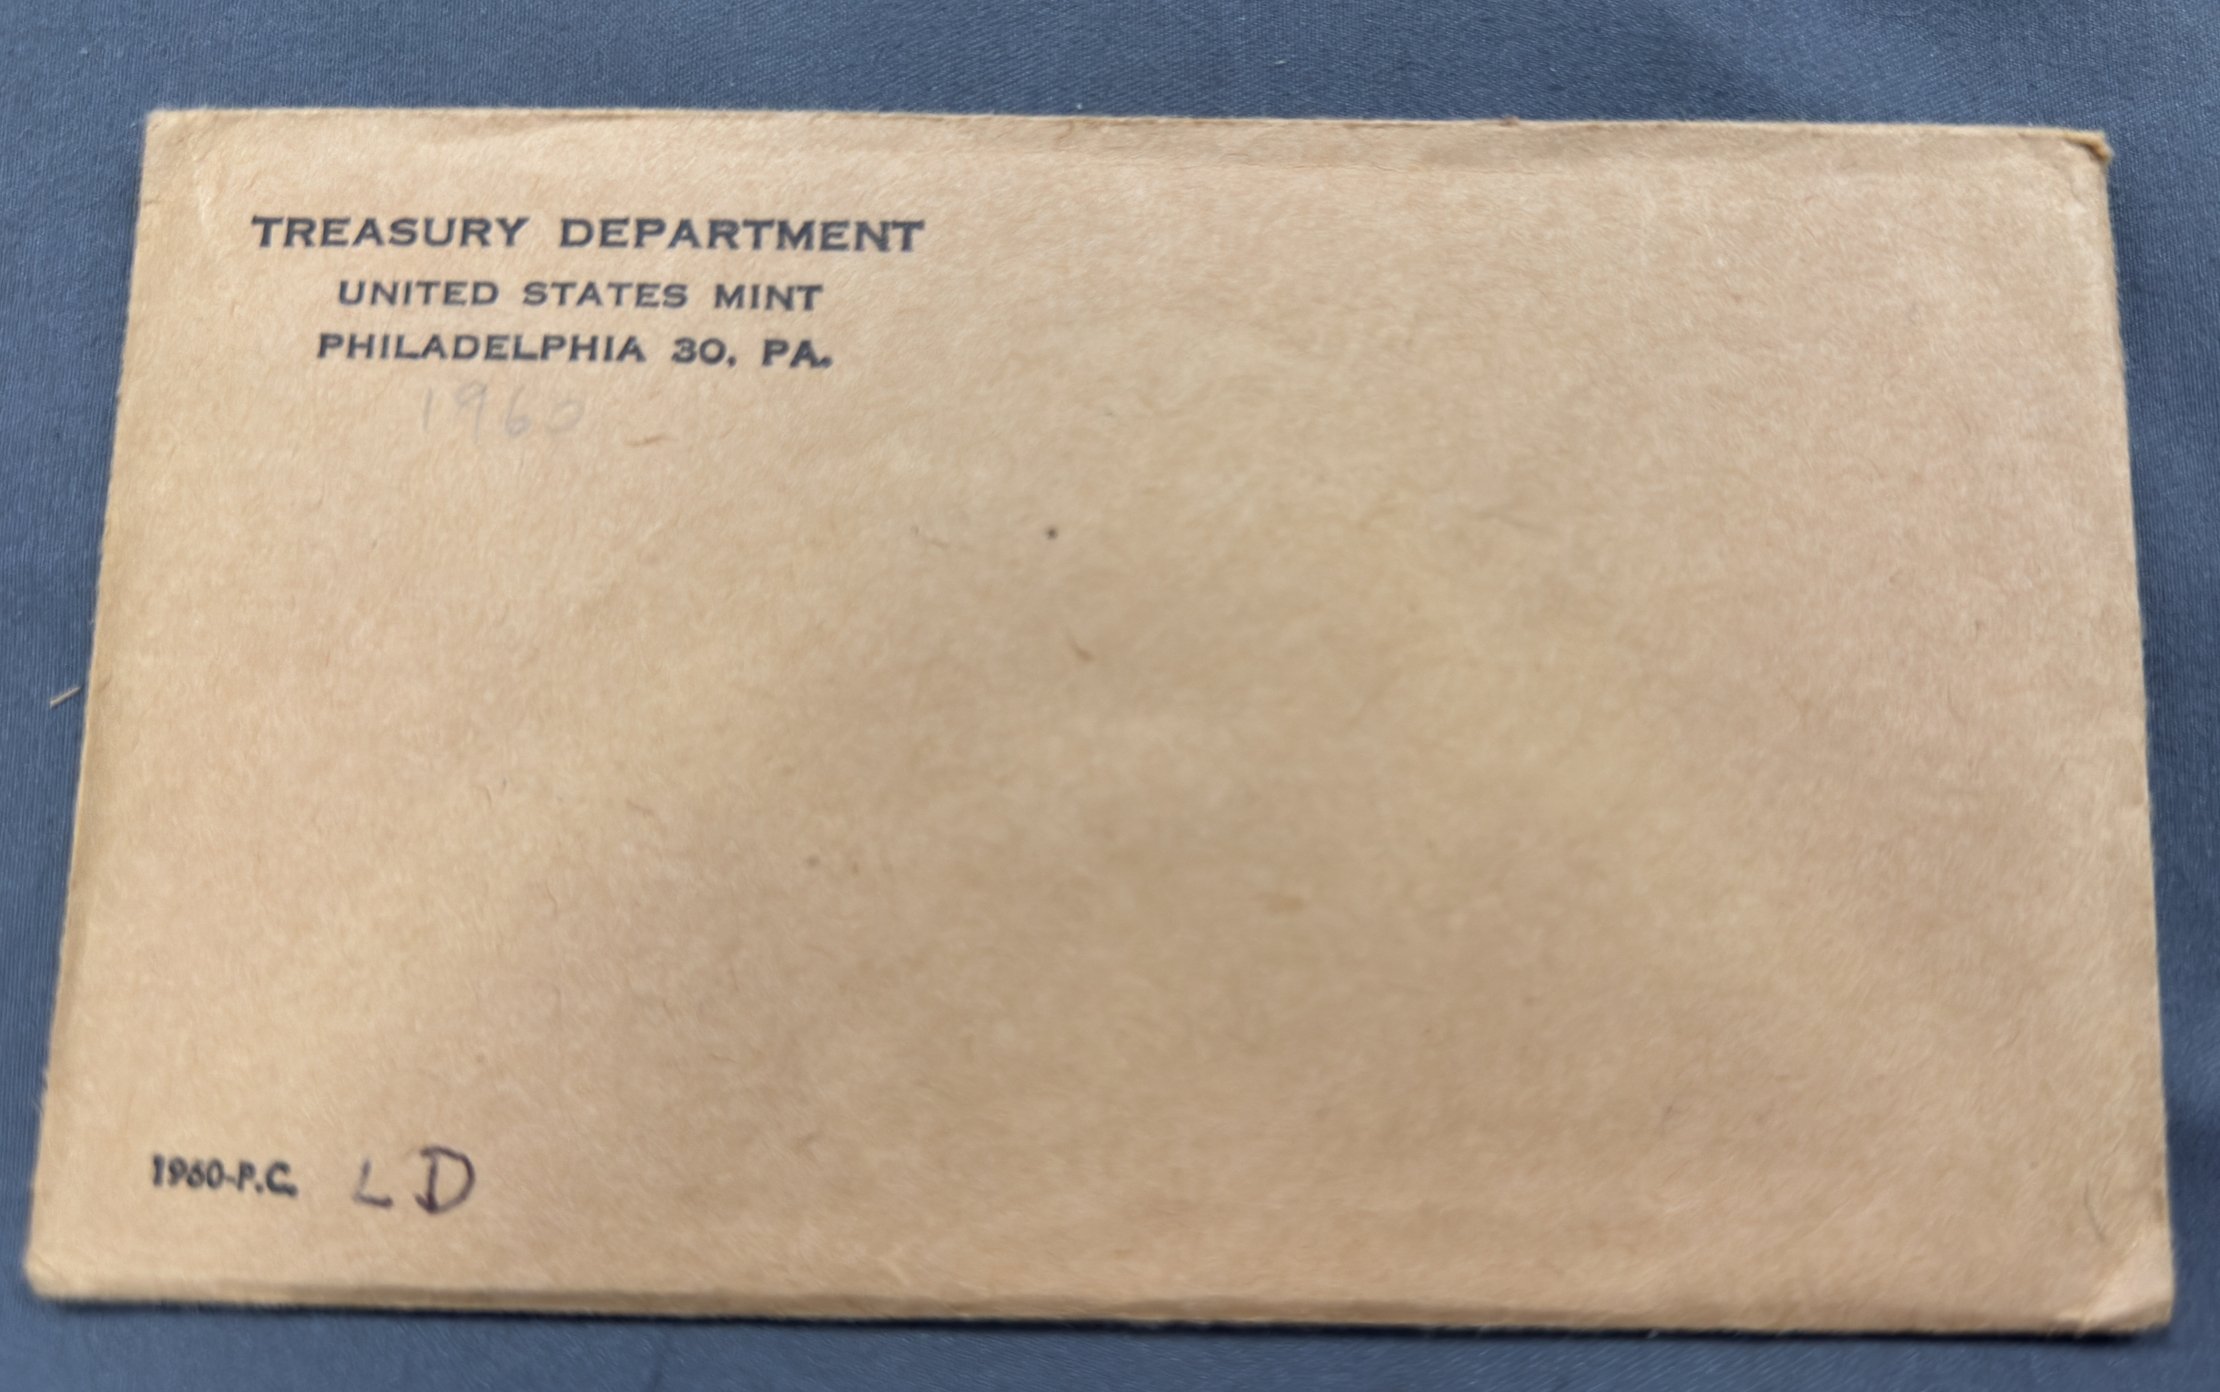 TREASURY DEPARTMENT
UNITED STATES MINT
PHILADELPHIA 30, PA.
1960
1960-P.C. LD